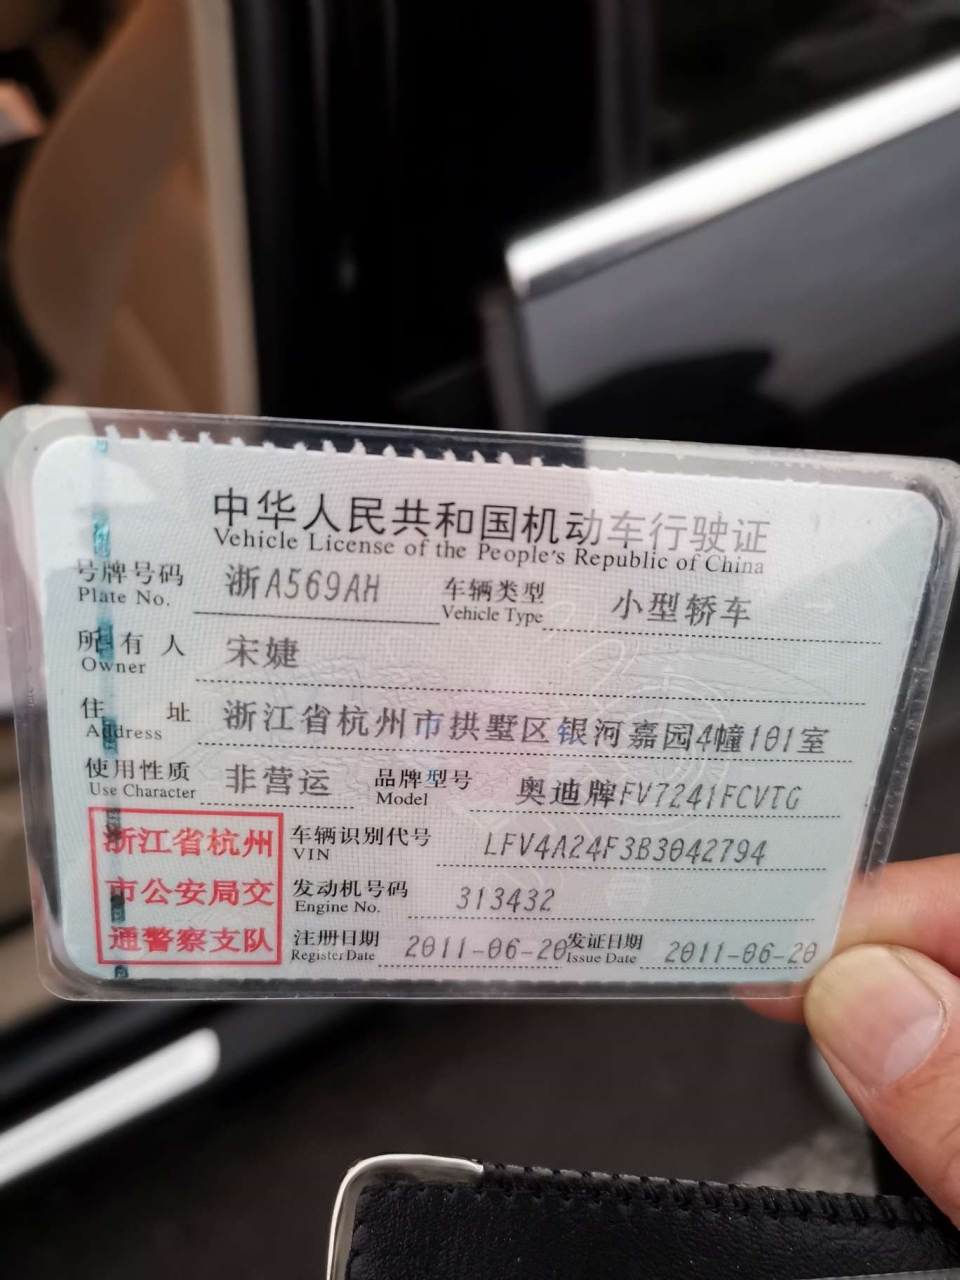 中华人民共和国机动车行驶证
Vehicle License of the People's Republic of China
号牌号码 浙A569AH 车辆类型 小型轿车
Plate No. Vehicle Type
所有人 宋婕
Owner
住址 浙江省杭州市拱墅区银河嘉园4幢101室
Address
使用性质 非营运 品牌型号 奥迪牌FV7241FCVTG
Use Character Model
浙江省杭州
市公安局交
通警察支队
车辆识别代号 LFV4A24F3B3042794
VIN
发动机号码 313432
Engine No.
注册日期 2011-06-20 发证日期 2011-06-20
Register Date Issue Date